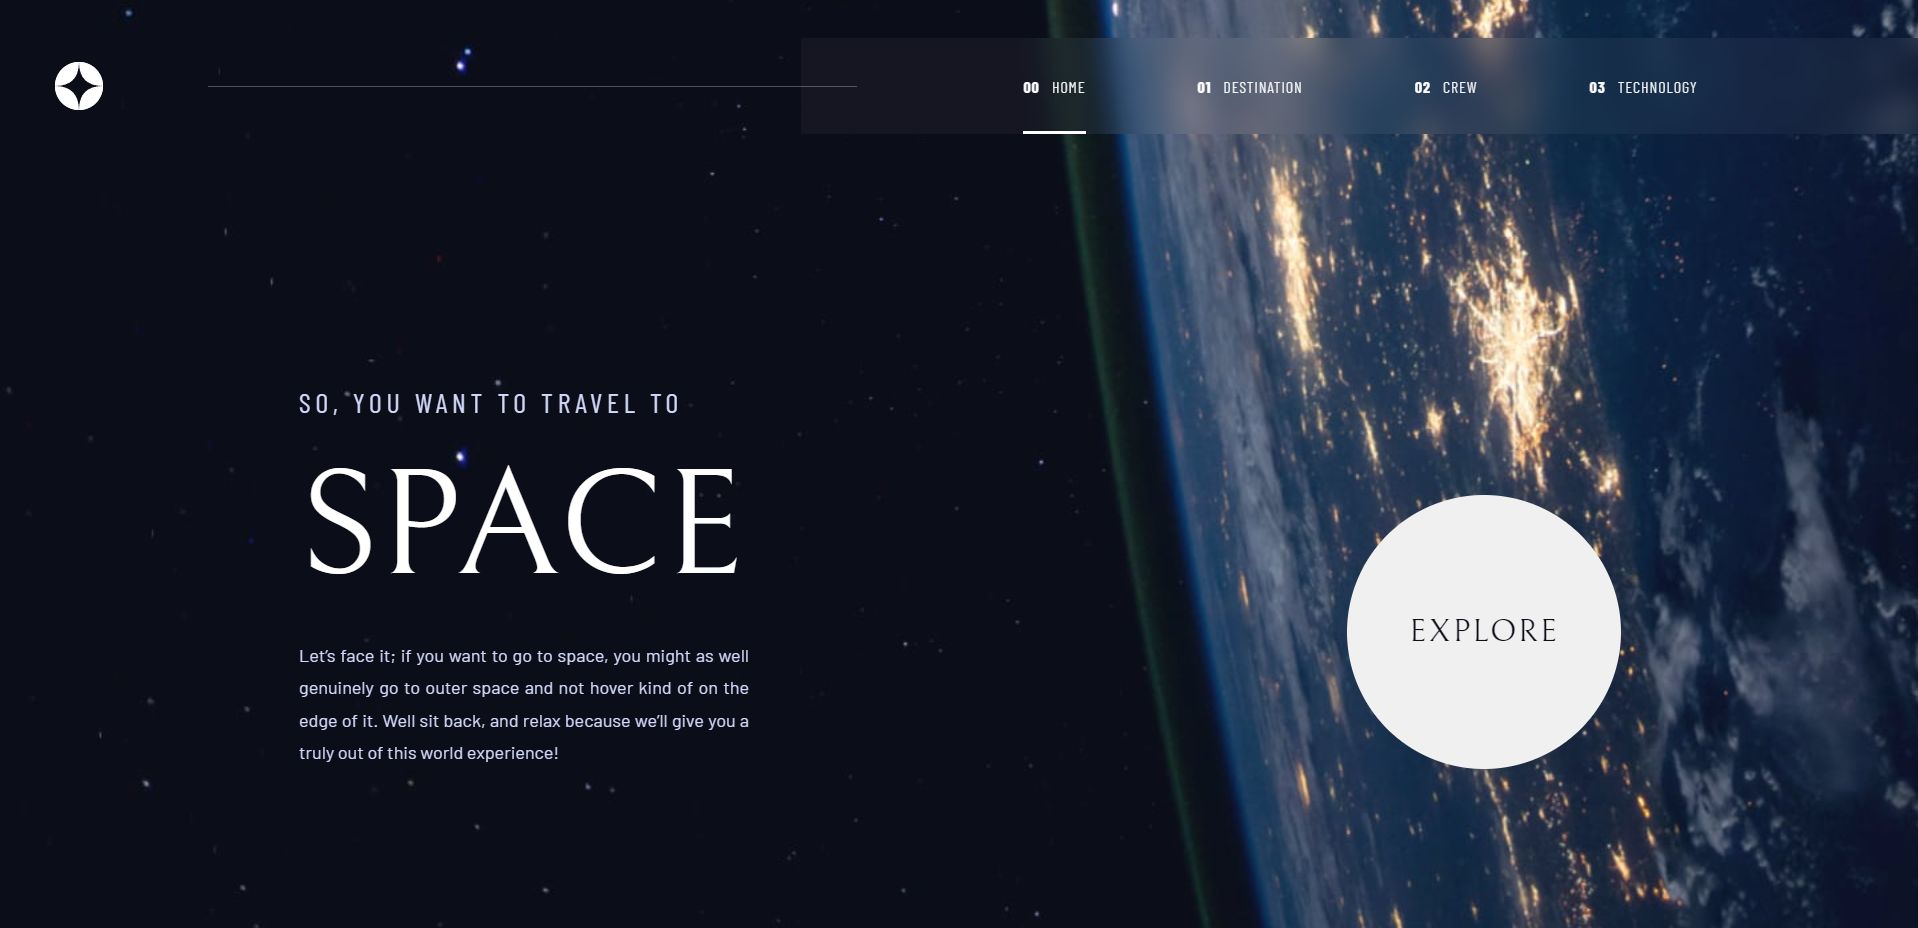 00 HOME
01 DESTINATION
02 CREW
03 TECHNOLOGY
SO, YOU WANT TO TRAVEL TO
SPACE
Let’s face it; if you want to go to space, you might as well
genuinely go to outer space and not hover kind of on the
edge of it. Well sit back, and relax because we’ll give you a
truly out of this world experience!
EXPLORE